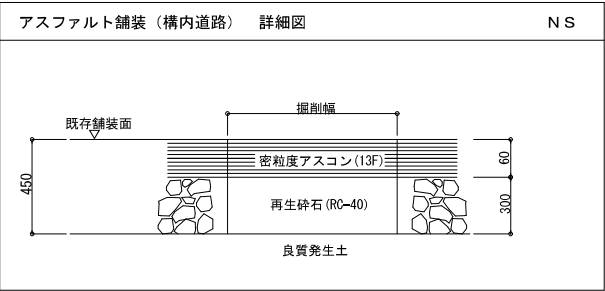 アスファルト舗装（構内道路）　詳細図
ＮＳ
掘削幅
既存舗装面
密粒度アスコン(13F)
60
450
再生砕石(RC-40)
300
良質発生土